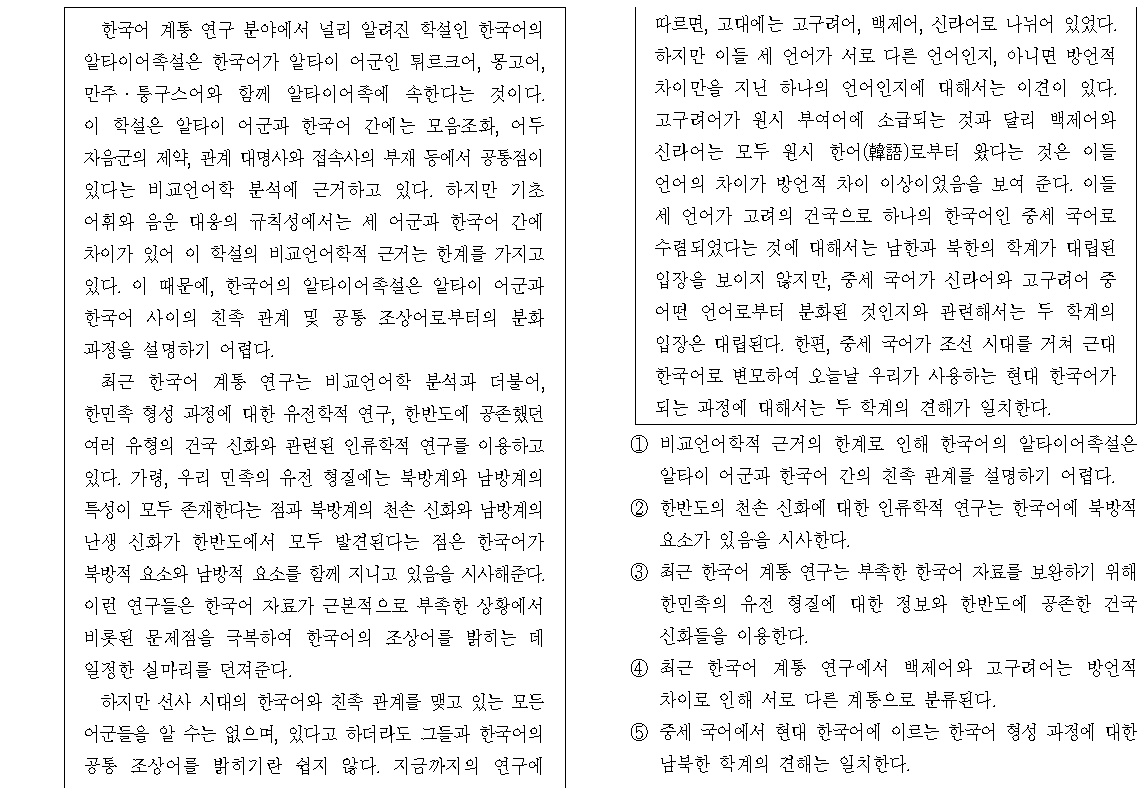 한국어 계통 연구 분야에서 널리 알려진 학설인 한국어의
알타이어족설은 한국어가 알타이 어군인 튀르크어, 몽고어,
만주·퉁구스어와 함께 알타이어족에 속한다는 것이다.
이 학설은 알타이 어군과 한국어 간에는 모음조화, 어두
자음군의 제약, 관계 대명사와 접속사의 부재 등에서 공통점이
있다는 비교언어학 분석에 근거하고 있다. 하지만 기초
어휘와 음운 대응의 규칙성에서는 세 어군과 한국어 간에
차이가 있어 이 학설의 비교언어학적 근거는 한계를 가지고
있다. 이 때문에, 한국어의 알타이어족설은 알타이 어군과
한국어 사이의 친족 관계 및 공통 조상어로부터의 분화
과정을 설명하기 어렵다.
최근 한국어 계통 연구는 비교언어학 분석과 더불어,
한민족 형성 과정에 대한 유전학적 연구, 한반도에 공존했던
여러 유형의 건국 신화와 관련된 인류학적 연구를 이용하고
있다. 가령, 우리 민족의 유전 형질에는 북방계와 남방계의
특성이 모두 존재한다는 점과 북방계의 천손 신화와 남방계의
난생 신화가 한반도에서 모두 발견된다는 점은 한국어가
북방적 요소와 남방적 요소를 함께 지니고 있음을 시사해준다.
이런 연구들은 한국어 자료가 근본적으로 부족한 상황에서
비롯된 문제점을 극복하여 한국어의 조상어를 밝히는 데
일정한 실마리를 던져준다.
하지만 선사 시대의 한국어와 친족 관계를 맺고 있는 모든
어군들을 알 수는 없으며, 있다고 하더라도 그들과 한국어의
공통 조상어를 밝히기란 쉽지 않다. 지금까지의 연구에
따르면, 고대에는 고구려어, 백제어, 신라어로 나뉘어 있었다.
하지만 이들 세 언어가 서로 다른 언어인지, 아니면 방언적
차이만을 지닌 하나의 언어인지에 대해서는 이견이 있다.
고구려어가 원시 부여어에 소급되는 것과 달리 백제어와
신라어는 모두 원시 한어(韓語)로부터 왔다는 것은 이들
언어의 차이가 방언적 차이 이상이었음을 보여 준다. 이들
세 언어가 고려의 건국으로 하나의 한국어인 중세 국어로
수렴되었다는 것에 대해서는 남한과 북한의 학계가 대립된
입장을 보이지 않지만, 중세 국어가 신라어와 고구려어 중
어떤 언어로부터 분화된 것인지와 관련해서는 두 학계의
입장은 대립된다. 한편, 중세 국어가 조선 시대를 거쳐 근대
한국어로 변모하여 오늘날 우리가 사용하는 현대 한국어가
되는 과정에 대해서는 두 학계의 견해가 일치한다.
① 비교언어학적 근거의 한계로 인해 한국어의 알타이어족설은
알타이 어군과 한국어 간의 친족 관계를 설명하기 어렵다.
② 한반도의 천손 신화에 대한 인류학적 연구는 한국어에 북방적
요소가 있음을 시사한다.
③ 최근 한국어 계통 연구는 부족한 한국어 자료를 보완하기 위해
한민족의 유전 형질에 대한 정보와 한반도에 공존한 건국
신화들을 이용한다.
④ 최근 한국어 계통 연구에서 백제어와 고구려어는 방언적
차이로 인해 서로 다른 계통으로 분류된다.
⑤ 중세 국어에서 현대 한국어에 이르는 한국어 형성 과정에 대한
남북한 학계의 견해는 일치한다.